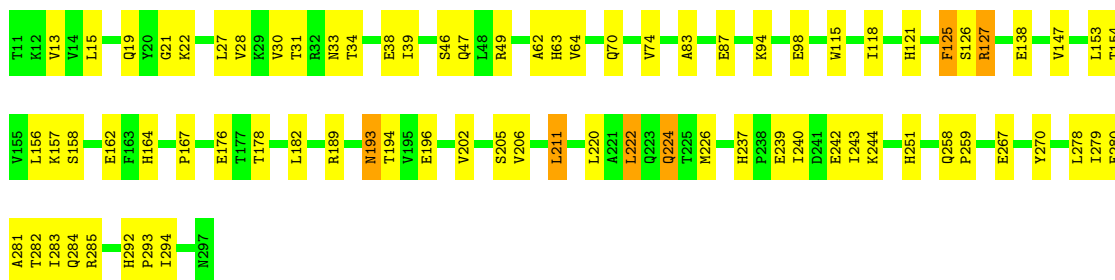 T11 K12 V13 V14 L15 Q19 Y20 G21 K22 L27 V28 K29 V30 T31 R32 N33 T34 E38 I39 S46 Q47 L48 R49 A62 H63 V64 Q70 V74 A83 E87 K94 E98 W115 I118 H121 F125 S126 R127 E138 V147 L153 T154
V155 L156 K157 S158 E162 F163 H164 P167 E176 T177 T178 L182 R189 N193 T194 V195 E196 V202 S205 V206 L211 L220 A221 L222 Q223 Q224 T225 M226 H237 P238 E239 I240 D241 E242 I243 K244 H251 Q258 P259 E267 Y270 L278 I279 E280
A281 T282 I283 Q284 R285 H292 P293 I294 N297